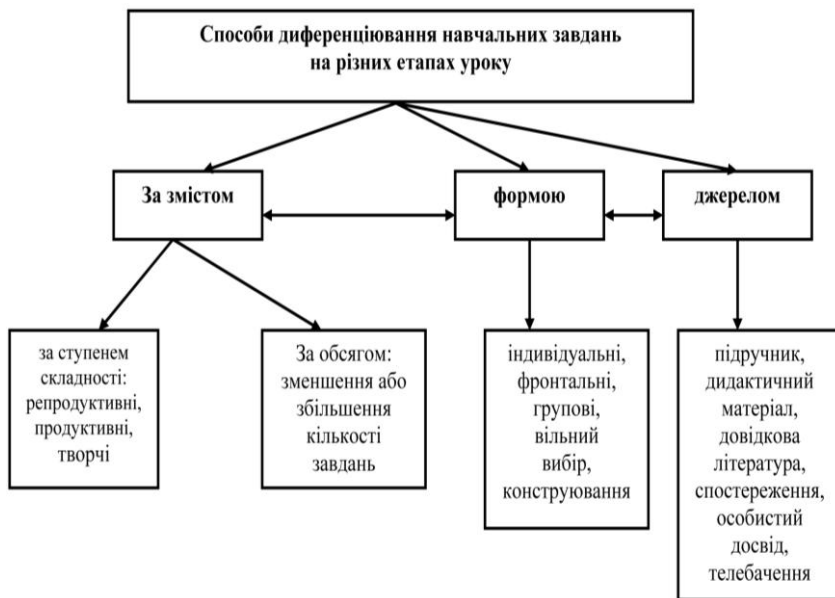 Способи диференціювання навчальних завдань
на різних етапах уроку
За змістом
формою
джерелом
за ступенем
складності:
репродуктивні,
продуктивні,
творчі
За обсягом:
зменшення або
збільшення
кількості
завдань
індивідуальні,
фронтальні,
групові,
вільний
вибір,
конструювання
підручник,
дидактичний
матеріал,
довідкова
література,
спостереження,
особистий
досвід,
телебачення